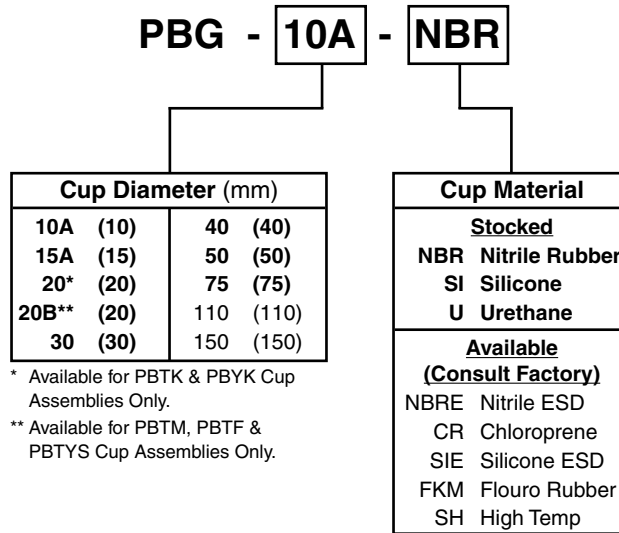 PBG - 10A - NBR
Cup Diameter (mm)
10A (10) 40 (40)
15A (15) 50 (50)
20* (20) 75 (75)
20B** (20) 110 (110)
30 (30) 150 (150)
* Available for PBTK & PBYK Cup
Assemblies Only.
** Available for PBTM, PBTF &
PBTYS Cup Assemblies Only.
Cup Material
Stocked
NBR Nitrile Rubber
SI Silicone
U Urethane
Available
(Consult Factory)
NBRE Nitrile ESD
CR Chloroprene
SIE Silicone ESD
FKM Flouro Rubber
SH High Temp